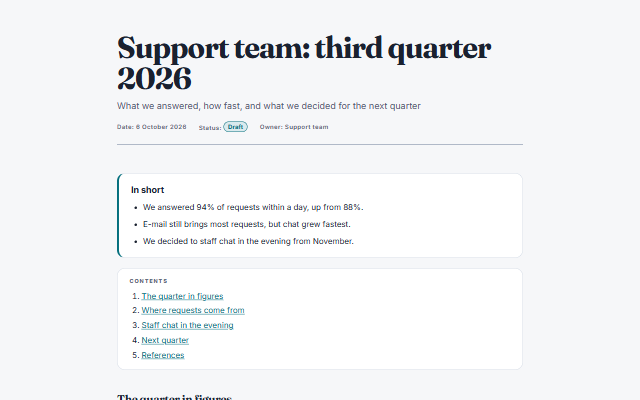 Support team: third quarter
2026
What we answered, how fast, and what we decided for the next quarter
Date: 6 October 2026 Status: Draft Owner: Support team
In short
• We answered 94% of requests within a day, up from 88%.
• E-mail still brings most requests, but chat grew fastest.
• We decided to staff chat in the evening from November.
CONTENTS
1. The quarter in figures
2. Where requests come from
3. Staff chat in the evening
4. Next quarter
5. References
The quarter in figures